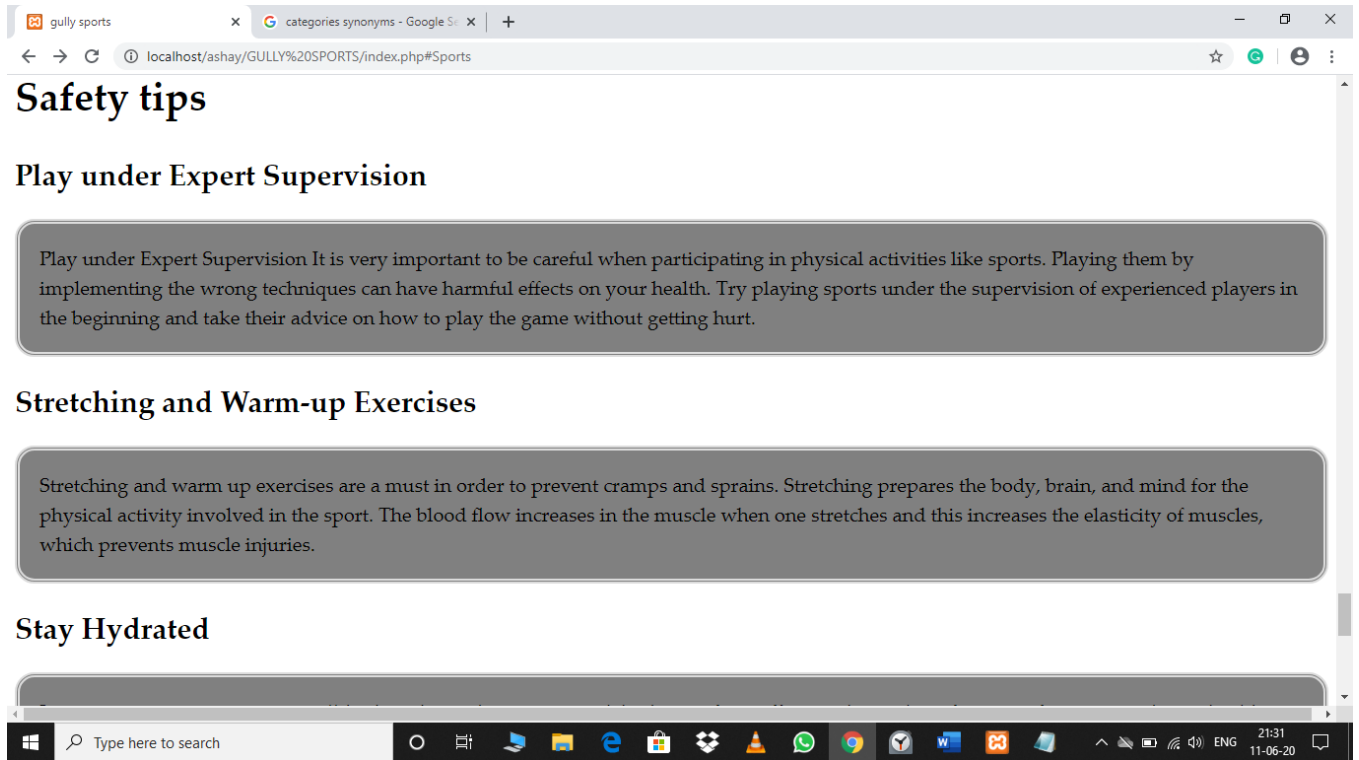 gully sports
categories synonyms - Google Se
localhost/ashay/GULLY%20SPORTS/index.php#Sports
Safety tips
Play under Expert Supervision
Play under Expert Supervision It is very important to be careful when participating in physical activities like sports. Playing them by
implementing the wrong techniques can have harmful effects on your health. Try playing sports under the supervision of experienced players in
the beginning and take their advice on how to play the game without getting hurt.
Stretching and Warm-up Exercises
Stretching and warm up exercises are a must in order to prevent cramps and sprains. Stretching prepares the body, brain, and mind for the
physical activity involved in the sport. The blood flow increases in the muscle when one stretches and this increases the elasticity of muscles,
which prevents muscle injuries.
Stay Hydrated
Type here to search
ENG
21:31
11-06-20